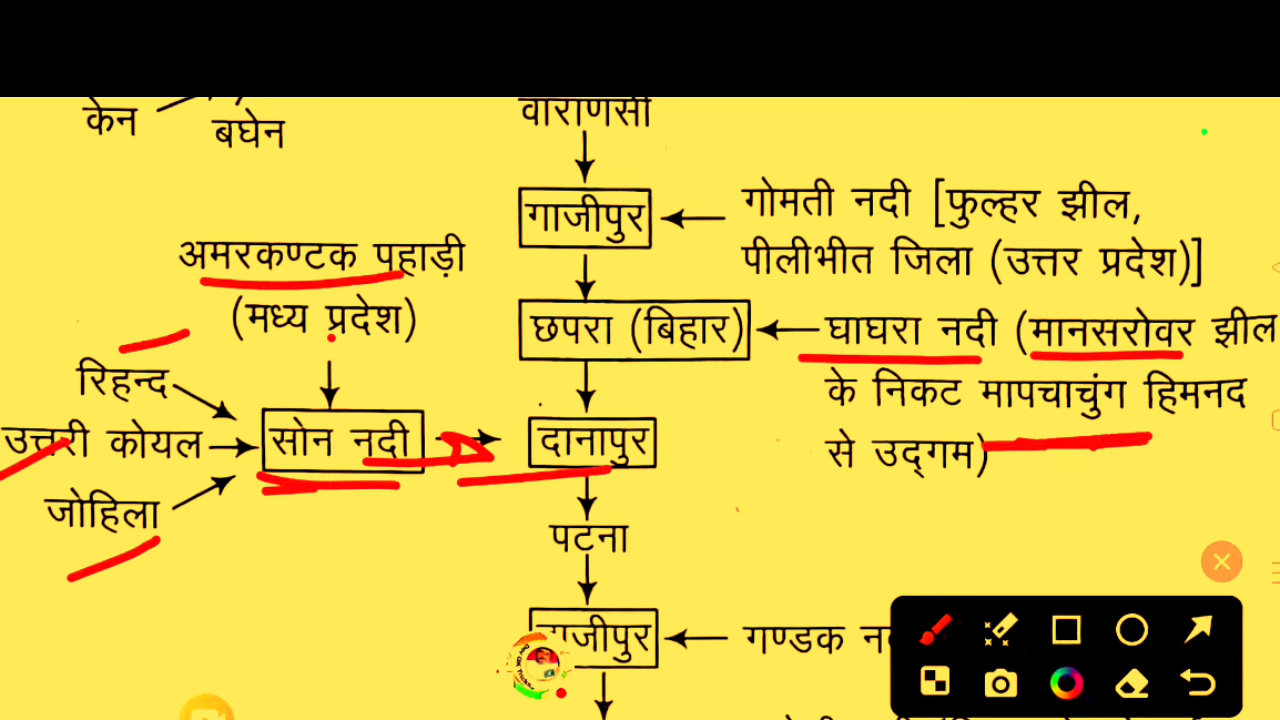 केन
बघेन
वाराणसी
गाजीपुर
गोमती नदी [फुल्हर झील,
पीलीभीत जिला (उत्तर प्रदेश)]
अमरकण्टक पहाड़ी
(मध्य प्रदेश)
छपरा (बिहार)
घाघरा नदी (मानसरोवर झील
के निकट मापचाचुंग हिमनद
से उद्‌गम)
रिहन्द
उत्तरी कोयल
जोहिला
सोन नदी
दानापुर
पटना
गण्डक